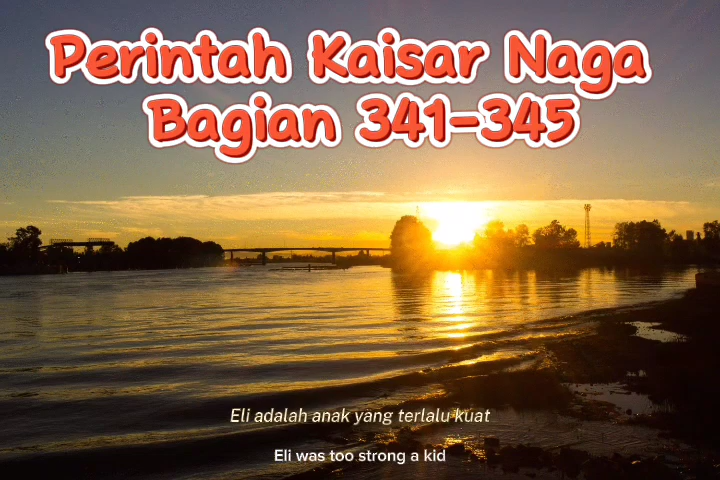 Perintah Kaisar Naga
Bagian 341-345
Eli adalah anak yang terlalu kuat
Eli was too strong a kid